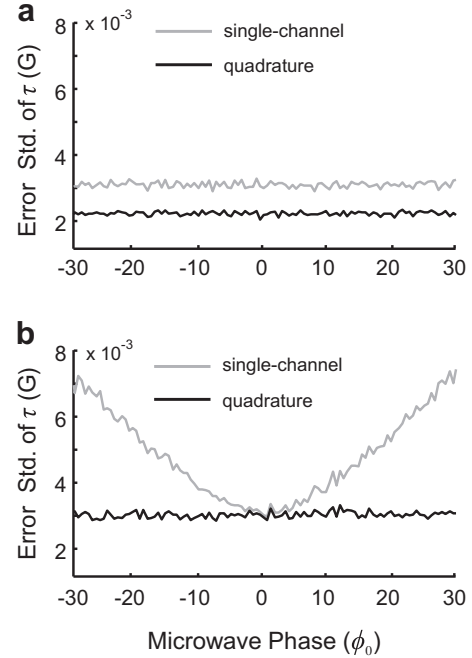 a
x 10⁻³
single-channel
quadrature
8
6
4
2
Error Std. of τ (G)
-30 -20 -10 0 10 20 30
b
x 10⁻³
single-channel
quadrature
8
6
4
2
Error Std. of τ (G)
-30 -20 -10 0 10 20 30
Microwave Phase (ϕ₀)